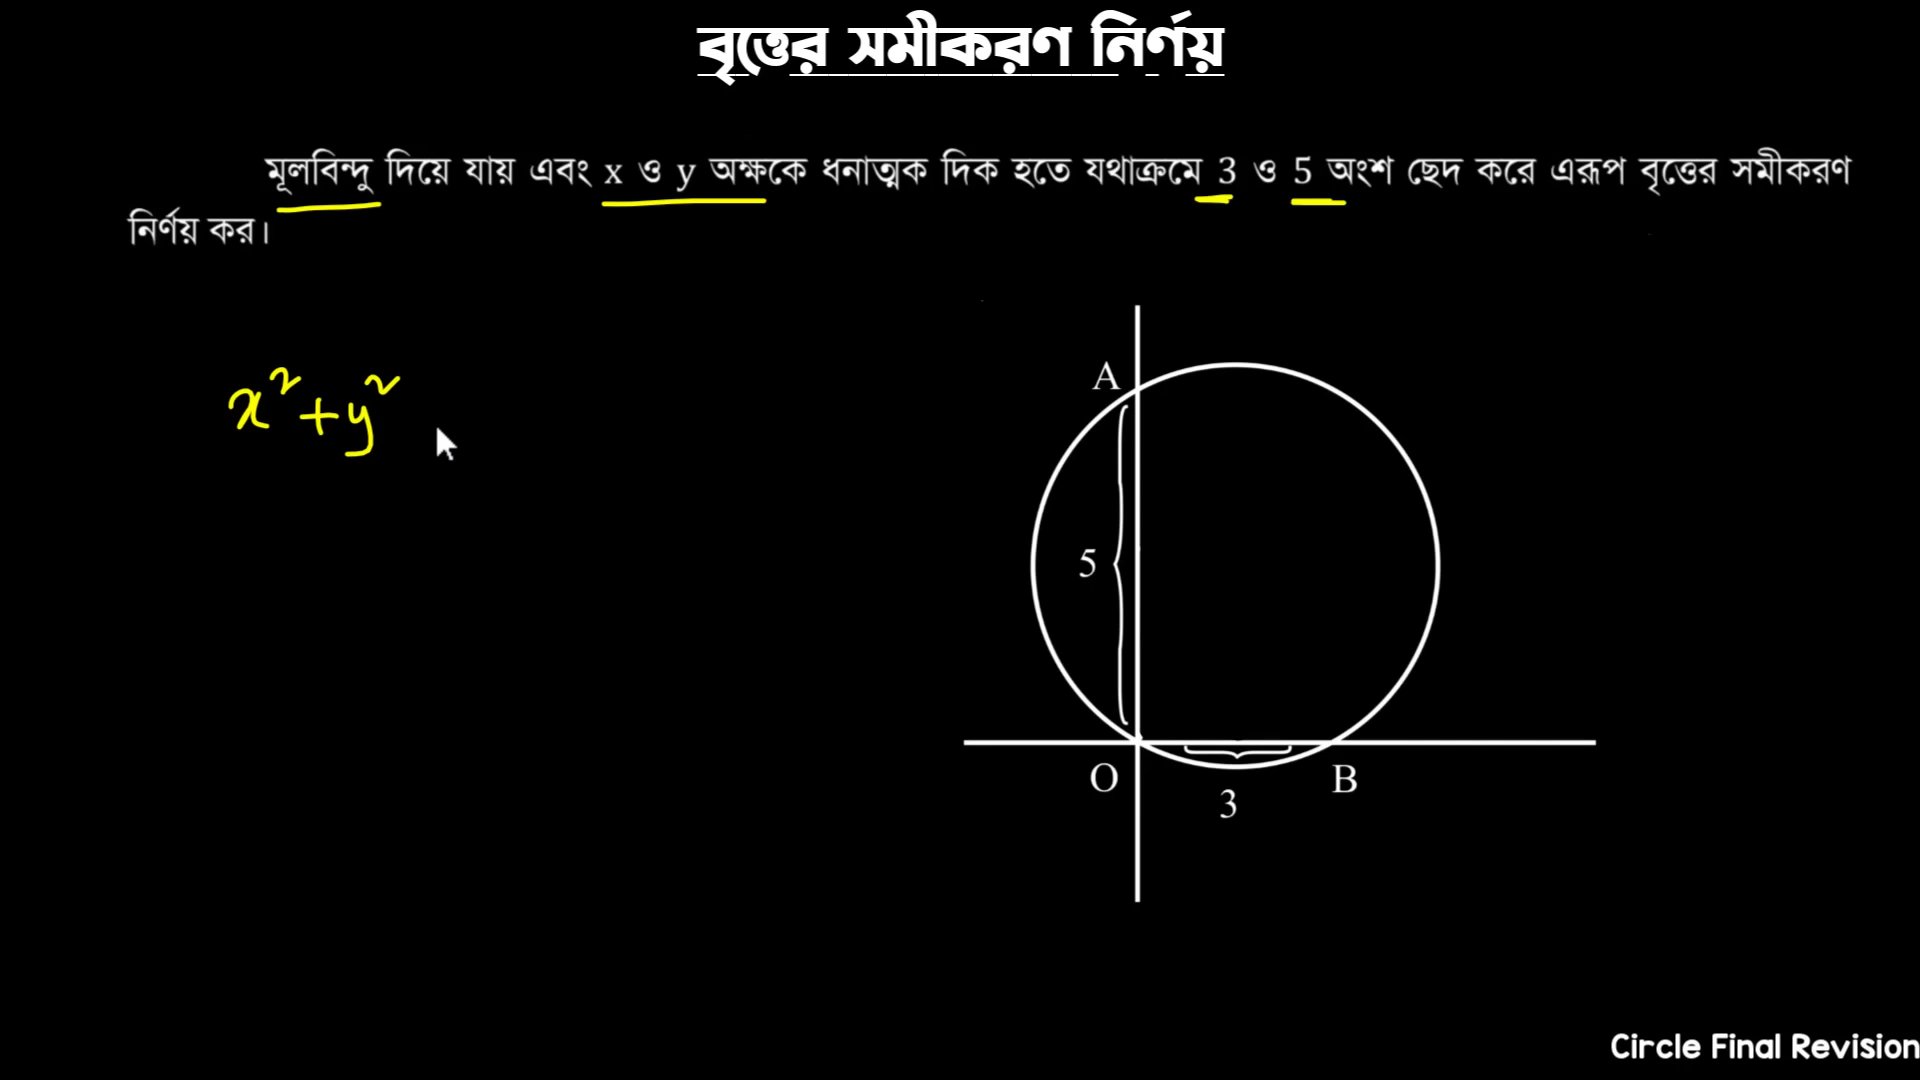 বৃত্তের সমীকরণ নির্ণয়
মূলবিন্দু দিয়ে যায় এবং x ও y অক্ষকে ধনাত্মক দিক হতে যথাক্রমে 3 ও 5 অংশ ছেদ করে এরূপ বৃত্তের সমীকরণ
নির্ণয় কর।
x²+y²
A
5
O
B
3
Circle Final Revision